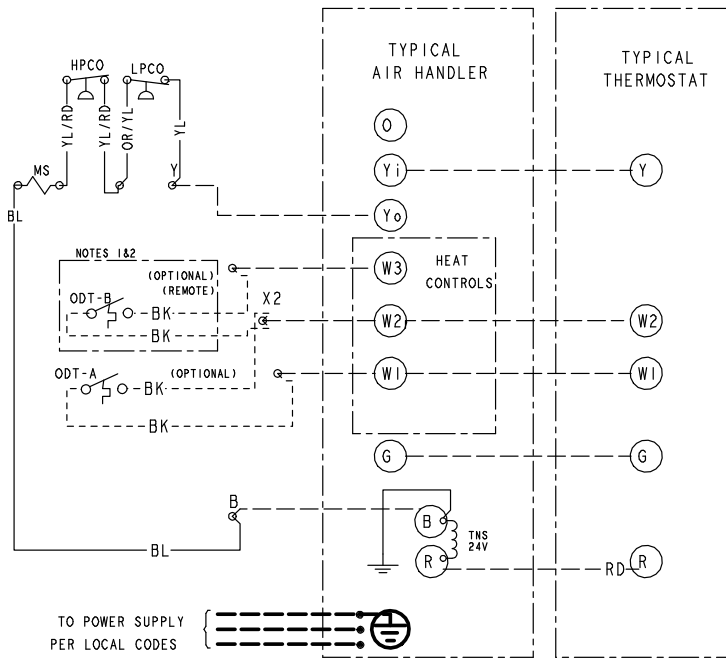 TYPICAL
AIR HANDLER
TYPICAL
THERMOSTAT
HPCO
LPCO
YL/RD
YL/RD
OR/YL
YL
MS
Y
BL
O
Yi
Y
Yo
NOTES 1&2
(OPTIONAL)
(REMOTE)
ODT-B
BK
BK
X2
W3
HEAT
CONTROLS
W2
W2
ODT-A
BK
(OPTIONAL)
BK
W1
W1
G
G
B
BL
B
TNS
24V
R
RD
R
TO POWER SUPPLY
PER LOCAL CODES